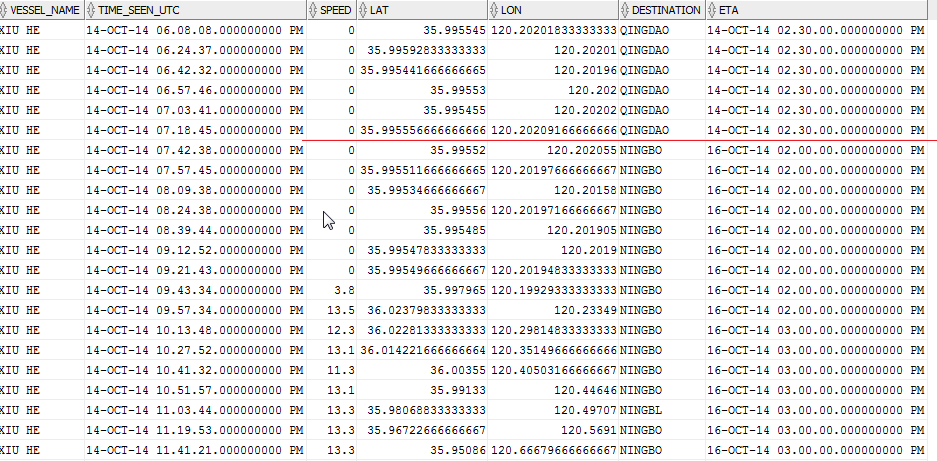 VESSEL_NAME TIME_SEEN_UTC SPEED LAT LON DESTINATION ETA
XIU HE 14-OCT-14 06.08.08.000000000 PM 0 35.995545 120.20201833333333 QINGDAO 14-OCT-14 02.30.00.000000000 PM
XIU HE 14-OCT-14 06.24.37.000000000 PM 0 35.99592833333333 120.20201 QINGDAO 14-OCT-14 02.30.00.000000000 PM
XIU HE 14-OCT-14 06.42.32.000000000 PM 0 35.995441666666665 120.20196 QINGDAO 14-OCT-14 02.30.00.000000000 PM
XIU HE 14-OCT-14 06.57.46.000000000 PM 0 35.99553 120.202 QINGDAO 14-OCT-14 02.30.00.000000000 PM
XIU HE 14-OCT-14 07.03.41.000000000 PM 0 35.995455 120.20202 QINGDAO 14-OCT-14 02.30.00.000000000 PM
XIU HE 14-OCT-14 07.18.45.000000000 PM 0 35.995556666666666 120.20209166666666 QINGDAO 14-OCT-14 02.30.00.000000000 PM
XIU HE 14-OCT-14 07.42.38.000000000 PM 0 35.99552 120.202055 NINGBO 16-OCT-14 02.00.00.000000000 PM
XIU HE 14-OCT-14 07.57.45.000000000 PM 0 35.995511666666665 120.20197666666667 NINGBO 16-OCT-14 02.00.00.000000000 PM
XIU HE 14-OCT-14 08.09.38.000000000 PM 0 35.99534666666667 120.20158 NINGBO 16-OCT-14 02.00.00.000000000 PM
XIU HE 14-OCT-14 08.24.38.000000000 PM 0 35.99556 120.20197166666667 NINGBO 16-OCT-14 02.00.00.000000000 PM
XIU HE 14-OCT-14 08.39.44.000000000 PM 0 35.995485 120.201905 NINGBO 16-OCT-14 02.00.00.000000000 PM
XIU HE 14-OCT-14 09.12.52.000000000 PM 0 35.99547833333333 120.2019 NINGBO 16-OCT-14 02.00.00.000000000 PM
XIU HE 14-OCT-14 09.21.43.000000000 PM 0 35.99549666666667 120.20194833333333 NINGBO 16-OCT-14 02.00.00.000000000 PM
XIU HE 14-OCT-14 09.43.34.000000000 PM 3.8 35.997965 120.19929333333333 NINGBO 16-OCT-14 02.00.00.000000000 PM
XIU HE 14-OCT-14 09.57.34.000000000 PM 13.5 36.02379833333333 120.23349 NINGBO 16-OCT-14 02.00.00.000000000 PM
XIU HE 14-OCT-14 10.13.48.000000000 PM 12.3 36.02281333333333 120.29814833333333 NINGBO 16-OCT-14 03.00.00.000000000 PM
XIU HE 14-OCT-14 10.27.52.000000000 PM 13.1 36.014221666666664 120.35149666666666 NINGBO 16-OCT-14 03.00.00.000000000 PM
XIU HE 14-OCT-14 10.41.32.000000000 PM 11.3 36.00355 120.40503166666667 NINGBO 16-OCT-14 03.00.00.000000000 PM
XIU HE 14-OCT-14 10.51.57.000000000 PM 13.1 35.99133 120.44646 NINGBO 16-OCT-14 03.00.00.000000000 PM
XIU HE 14-OCT-14 11.03.44.000000000 PM 13.3 35.98068833333333 120.49707 NINGBL 16-OCT-14 03.00.00.000000000 PM
XIU HE 14-OCT-14 11.19.53.000000000 PM 13.3 35.96722666666667 120.5691 NINGBO 16-OCT-14 03.00.00.000000000 PM
XIU HE 14-OCT-14 11.41.21.000000000 PM 13.3 35.95086 120.66679666666667 NINGBO 16-OCT-14 03.00.00.000000000 PM